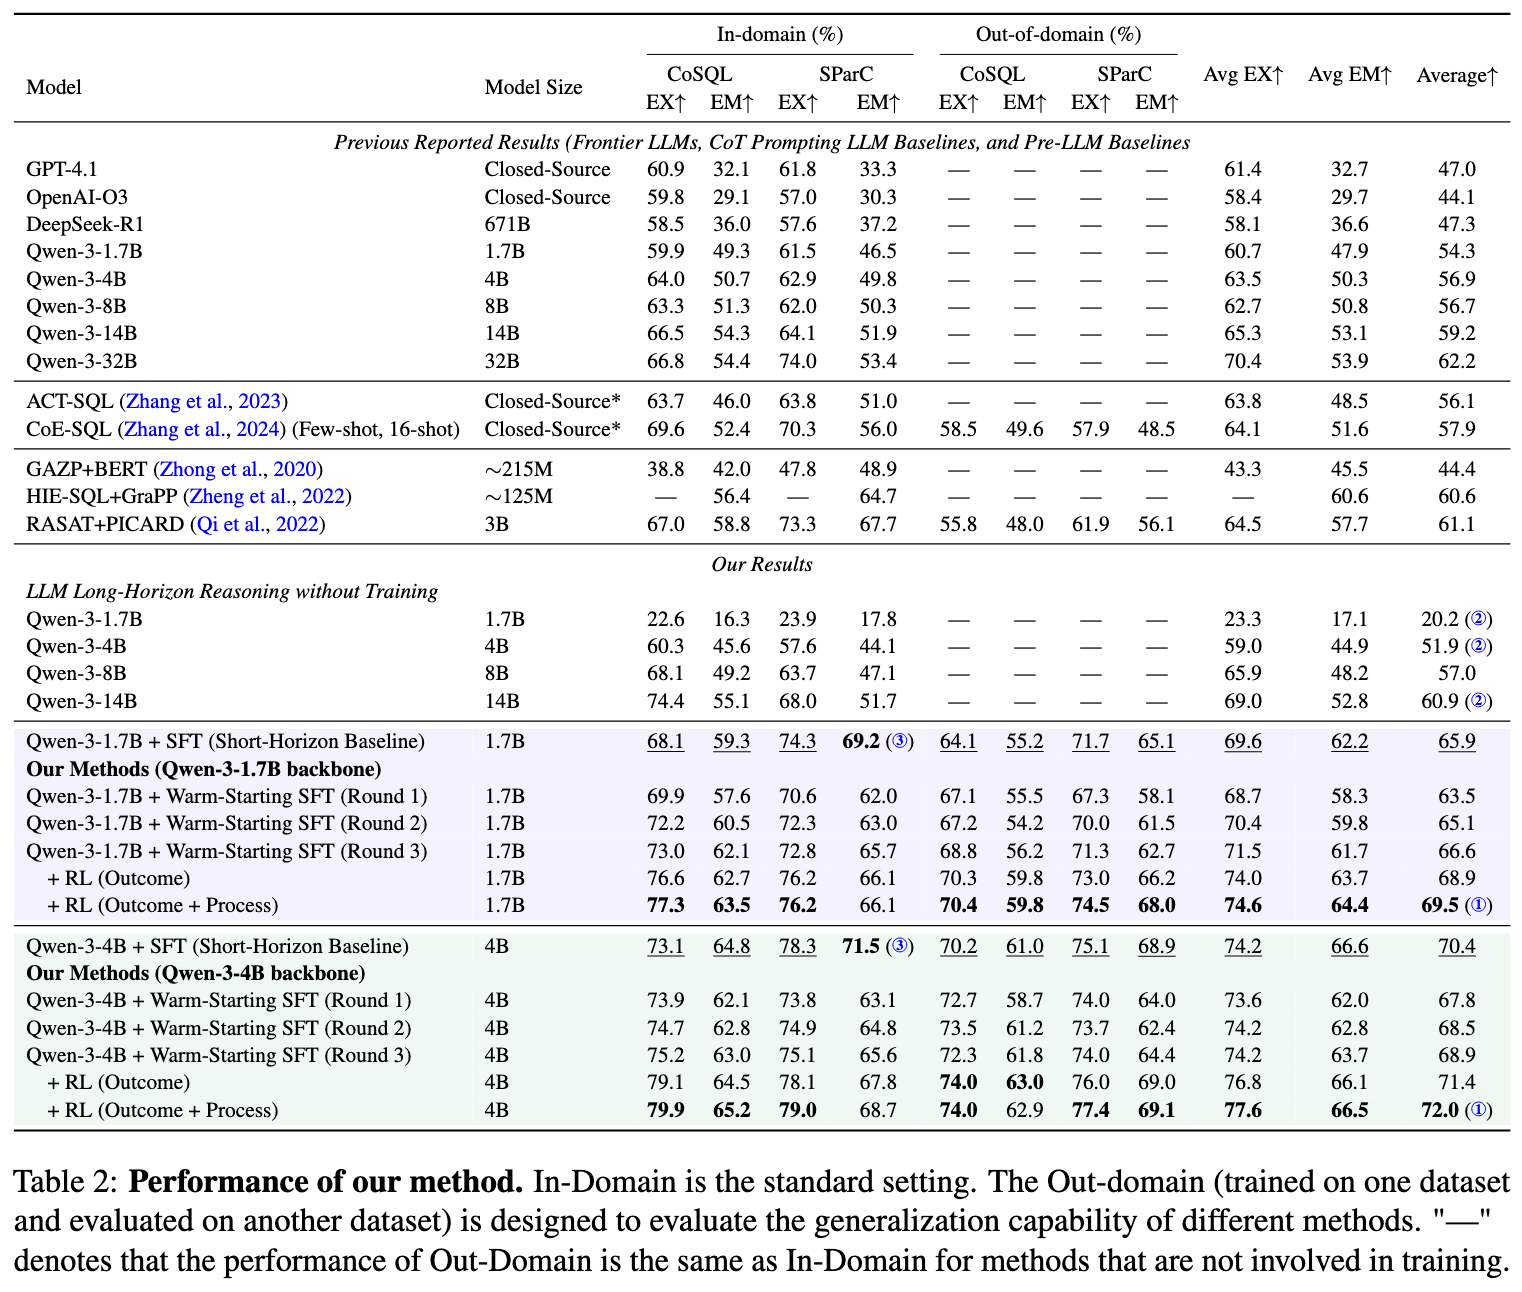 In-domain (%) Out-of-domain (%)
Model Model Size CoSQL SParC CoSQL SParC Avg EX↑ Avg EM↑ Average↑
EX↑ EM↑ EX↑ EM↑ EX↑ EM↑ EX↑ EM↑
Previous Reported Results (Frontier LLMs, CoT Prompting LLM Baselines, and Pre-LLM Baselines
GPT-4.1 Closed-Source 60.9 32.1 61.8 33.3 — — — — 61.4 32.7 47.0
OpenAI-O3 Closed-Source 59.8 29.1 57.0 30.3 — — — — 58.4 29.7 44.1
DeepSeek-R1 671B 58.5 36.0 57.6 37.2 — — — — 58.1 36.6 47.3
Qwen-3-1.7B 1.7B 59.9 49.3 61.5 46.5 — — — — 60.7 47.9 54.3
Qwen-3-4B 4B 64.0 50.7 62.9 49.8 — — — — 63.5 50.3 56.9
Qwen-3-8B 8B 63.3 51.3 62.0 50.3 — — — — 62.7 50.8 56.7
Qwen-3-14B 14B 66.5 54.3 64.1 51.9 — — — — 65.3 53.1 59.2
Qwen-3-32B 32B 66.8 54.4 74.0 53.4 — — — — 70.4 53.9 62.2
ACT-SQL (Zhang et al., 2023) Closed-Source* 63.7 46.0 63.8 51.0 — — — — 63.8 48.5 56.1
CoE-SQL (Zhang et al., 2024) (Few-shot, 16-shot) Closed-Source* 69.6 52.4 70.3 56.0 58.5 49.6 57.9 48.5 64.1 51.6 57.9
GAZP+BERT (Zhong et al., 2020) ∼215M 38.8 42.0 47.8 48.9 — — — — 43.3 45.5 44.4
HIE-SQL+GraPP (Zheng et al., 2022) ∼125M — 56.4 — 64.7 — — — — — 60.6 60.6
RASAT+PICARD (Qi et al., 2022) 3B 67.0 58.8 73.3 67.7 55.8 48.0 61.9 56.1 64.5 57.7 61.1
Our Results
LLM Long-Horizon Reasoning without Training
Qwen-3-1.7B 1.7B 22.6 16.3 23.9 17.8 — — — — 23.3 17.1 20.2 (②)
Qwen-3-4B 4B 60.3 45.6 57.6 44.1 — — — — 59.0 44.9 51.9 (②)
Qwen-3-8B 8B 68.1 49.2 63.7 47.1 — — — — 65.9 48.2 57.0
Qwen-3-14B 14B 74.4 55.1 68.0 51.7 — — — — 69.0 52.8 60.9 (②)
Qwen-3-1.7B + SFT (Short-Horizon Baseline) 1.7B 68.1 59.3 74.3 69.2 (③) 64.1 55.2 71.7 65.1 69.6 62.2 65.9
Our Methods (Qwen-3-1.7B backbone)
Qwen-3-1.7B + Warm-Starting SFT (Round 1) 1.7B 69.9 57.6 70.6 62.0 67.1 55.5 67.3 58.1 68.7 58.3 63.5
Qwen-3-1.7B + Warm-Starting SFT (Round 2) 1.7B 72.2 60.5 72.3 63.0 67.2 54.2 70.0 61.5 70.4 59.8 65.1
Qwen-3-1.7B + Warm-Starting SFT (Round 3) 1.7B 73.0 62.1 72.8 65.7 68.8 56.2 71.3 62.7 71.5 61.7 66.6
+ RL (Outcome) 1.7B 76.6 62.7 76.2 66.1 70.3 59.8 73.0 66.2 74.0 63.7 68.9
+ RL (Outcome + Process) 1.7B 77.3 63.5 76.2 66.1 70.4 59.8 74.5 68.0 74.6 64.4 69.5 (①)
Qwen-3-4B + SFT (Short-Horizon Baseline) 4B 73.1 64.8 78.3 71.5 (③) 70.2 61.0 75.1 68.9 74.2 66.6 70.4
Our Methods (Qwen-3-4B backbone)
Qwen-3-4B + Warm-Starting SFT (Round 1) 4B 73.9 62.1 73.8 63.1 72.7 58.7 74.0 64.0 73.6 62.0 67.8
Qwen-3-4B + Warm-Starting SFT (Round 2) 4B 74.7 62.8 74.9 64.8 73.5 61.2 73.7 62.4 74.2 62.8 68.5
Qwen-3-4B + Warm-Starting SFT (Round 3) 4B 75.2 63.0 75.1 65.6 72.3 61.8 74.0 64.4 74.2 63.7 68.9
+ RL (Outcome) 4B 79.1 64.5 78.1 67.8 74.0 63.0 76.0 69.0 76.8 66.1 71.4
+ RL (Outcome + Process) 4B 79.9 65.2 79.0 68.7 74.0 62.9 77.4 69.1 77.6 66.5 72.0 (①)
Table 2: Performance of our method. In-Domain is the standard setting. The Out-domain (trained on one dataset
and evaluated on another dataset) is designed to evaluate the generalization capability of different methods. "—"
denotes that the performance of Out-Domain is the same as In-Domain for methods that are not involved in training.